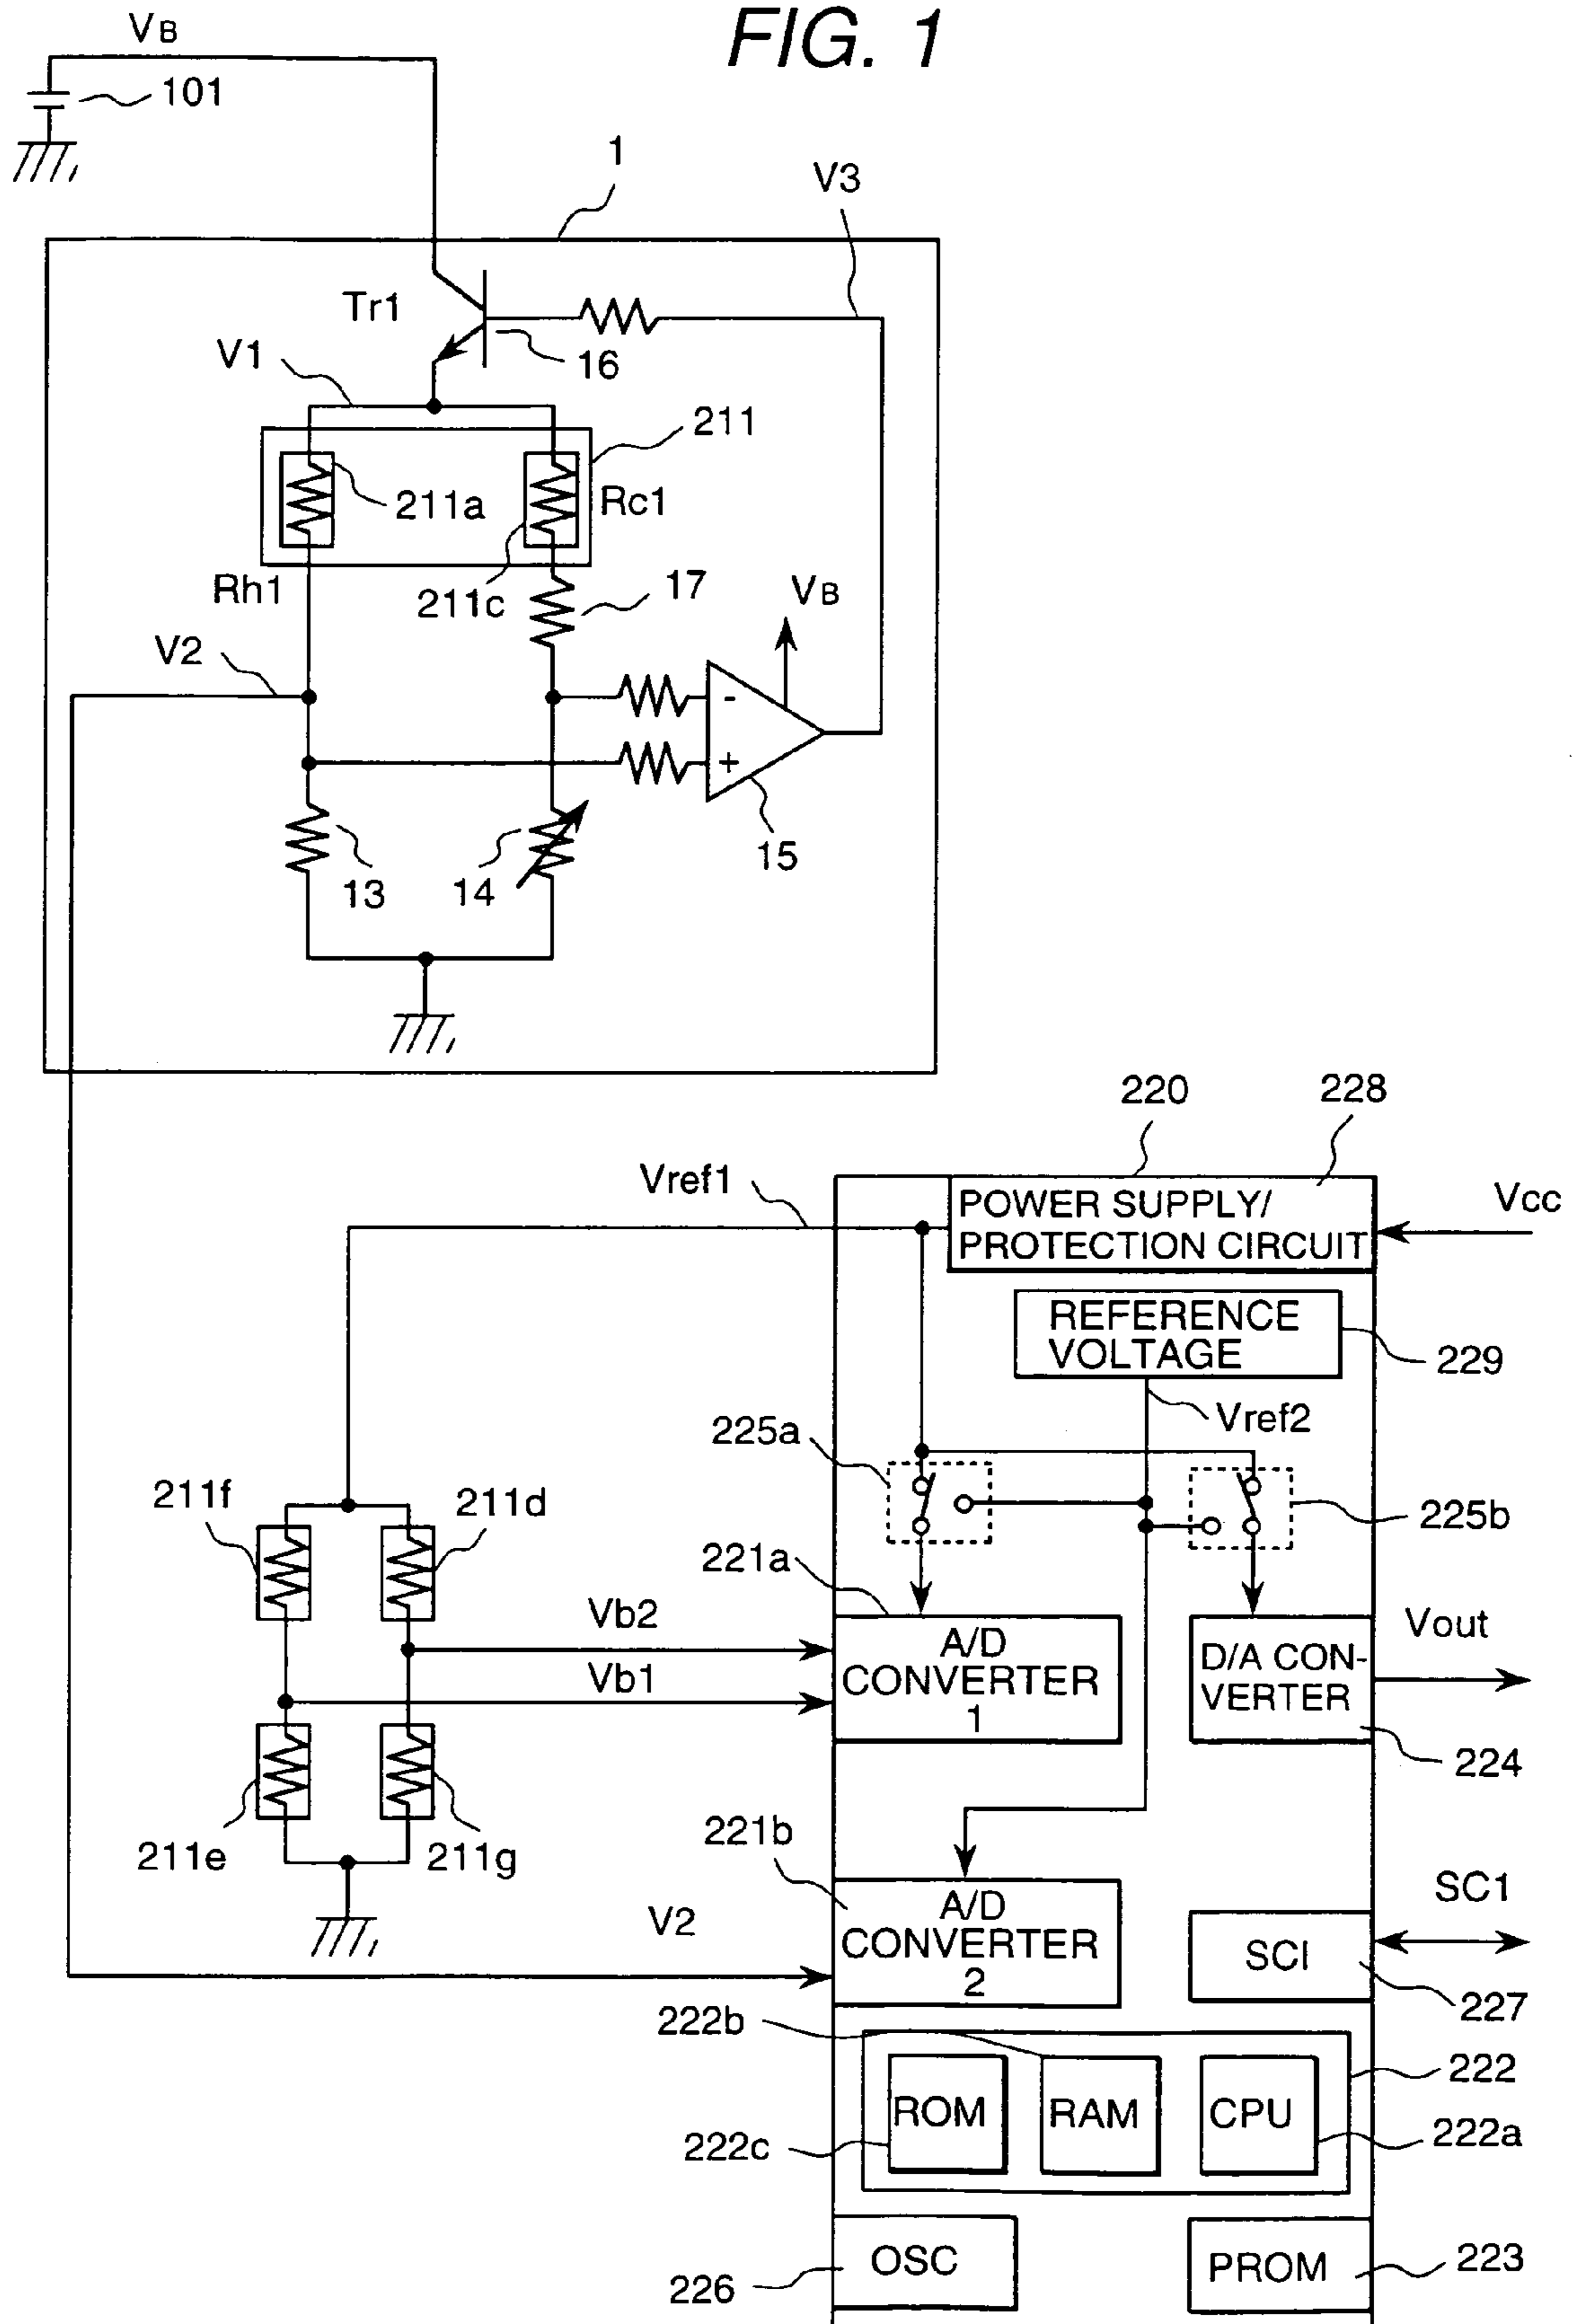 FIG. 1
VB
101
1
V3
Tr1
16
V1
211
211a
Rc1
Rh1
211c
17
VB
V2
-
+
15
13
14
220
228
Vref1
POWER SUPPLY/
PROTECTION CIRCUIT
Vcc
REFERENCE
VOLTAGE
229
Vref2
225a
225b
211f
211d
221a
Vb2
Vb1
A/D
CONVERTER
1
D/A CON-
VERTER
Vout
224
211e
211g
221b
V2
A/D
CONVERTER
2
SC1
SCI
227
222b
222
ROM
RAM
CPU
222c
222a
OSC
226
PROM
223